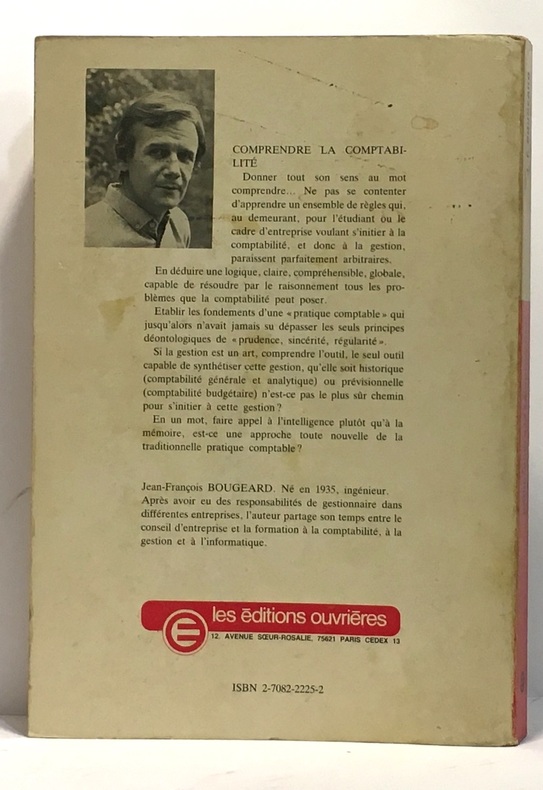 COMPRENDRE LA COMPTABI-
LITÉ
Donner tout son sens au mot
comprendre... Ne pas se contenter
d'apprendre un ensemble de règles qui,
au demeurant, pour l'étudiant ou le
cadre d'entreprise voulant s'initier à la
comptabilité, et donc à la gestion,
paraissent parfaitement arbitraires.
En déduire une logique, claire, compréhensible, globale,
capable de résoudre par le raisonnement tous les pro-
blèmes que la comptabilité peut poser.
Etablir les fondements d'une « pratique comptable » qui
jusqu'alors n'avait jamais su dépasser les seuls principes
déontologiques de « prudence, sincérité, régularité ».
Si la gestion est un art, comprendre l'outil, le seul outil
capable de synthétiser cette gestion, qu'elle soit historique
(comptabilité générale et analytique) ou prévisionnelle
(comptabilité budgétaire) n'est-ce pas le plus sûr chemin
pour s'initier à cette gestion ?
En un mot, faire appel à l'intelligence plutôt qu'à la
mémoire, est-ce une approche toute nouvelle de la
traditionnelle pratique comptable ?
Jean-François BOUGEARD. Né en 1935, ingénieur.
Après avoir eu des responsabilités de gestionnaire dans
différentes entreprises, l'auteur partage son temps entre le
conseil d'entreprise et la formation à la comptabilité, à la
gestion et à l'informatique.
les éditions ouvrières
12, AVENUE SŒUR-ROSALIE, 75621 PARIS CEDEX 13
ISBN 2-7082-2225-2